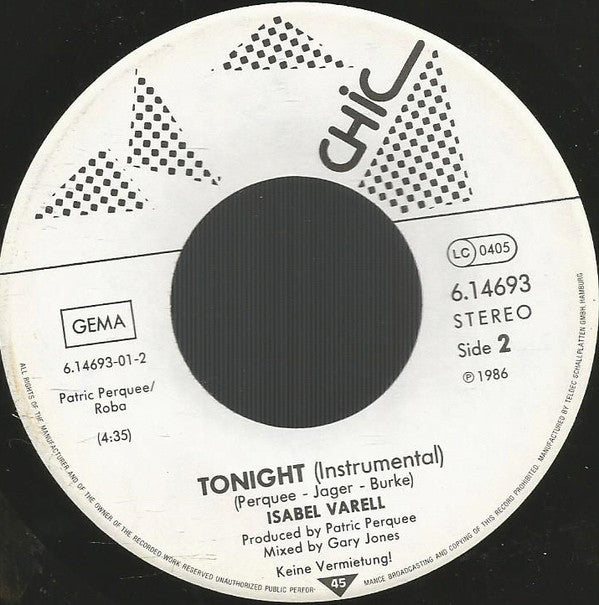 CHIC
LC 0405
6.14693
STEREO
Side 2
℗ 1986
GEMA
6.14693-01-2
Patric Perquee/
Roba
(4:35)
TONIGHT (Instrumental)
(Perquee - Jager - Burke)
ISABEL VARELL
Produced by Patric Perquee
Mixed by Gary Jones
Keine Vermietung!
45
ALL RIGHTS OF THE MANUFACTURER AND OF THE OWNER OF THE RECORDED WORK RESERVED UNAUTHORIZED PUBLIC PERFOR- MANCE BROADCASTING AND COPYING OF THIS RECORD PROHIBITED. MANUFACTURED BY TELDEC SCHALLPLATTEN GMBH, HAMBURG